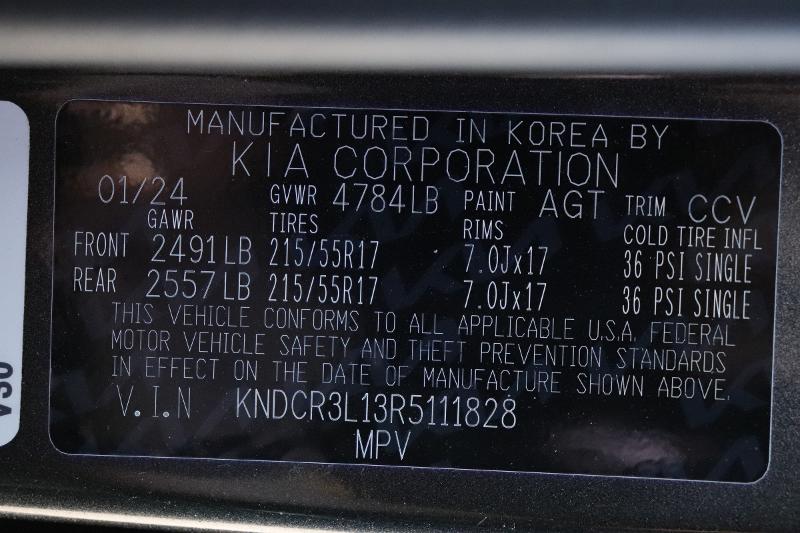 MANUFACTURED IN KOREA BY
KIA CORPORATION
01/24 GVWR 4784LB PAINT AGT TRIM CCV
GAWR TIRES RIMS COLD TIRE INFL
FRONT 2491LB 215/55R17 7.0Jx17 36 PSI SINGLE
REAR 2557LB 215/55R17 7.0Jx17 36 PSI SINGLE
THIS VEHICLE CONFORMS TO ALL APPLICABLE U.S.A. FEDERAL
MOTOR VEHICLE SAFETY AND THEFT PREVENTION STANDARDS
IN EFFECT ON THE DATE OF MANUFACTURE SHOWN ABOVE.
V.I.N KNDCR3L13R5111828
MPV